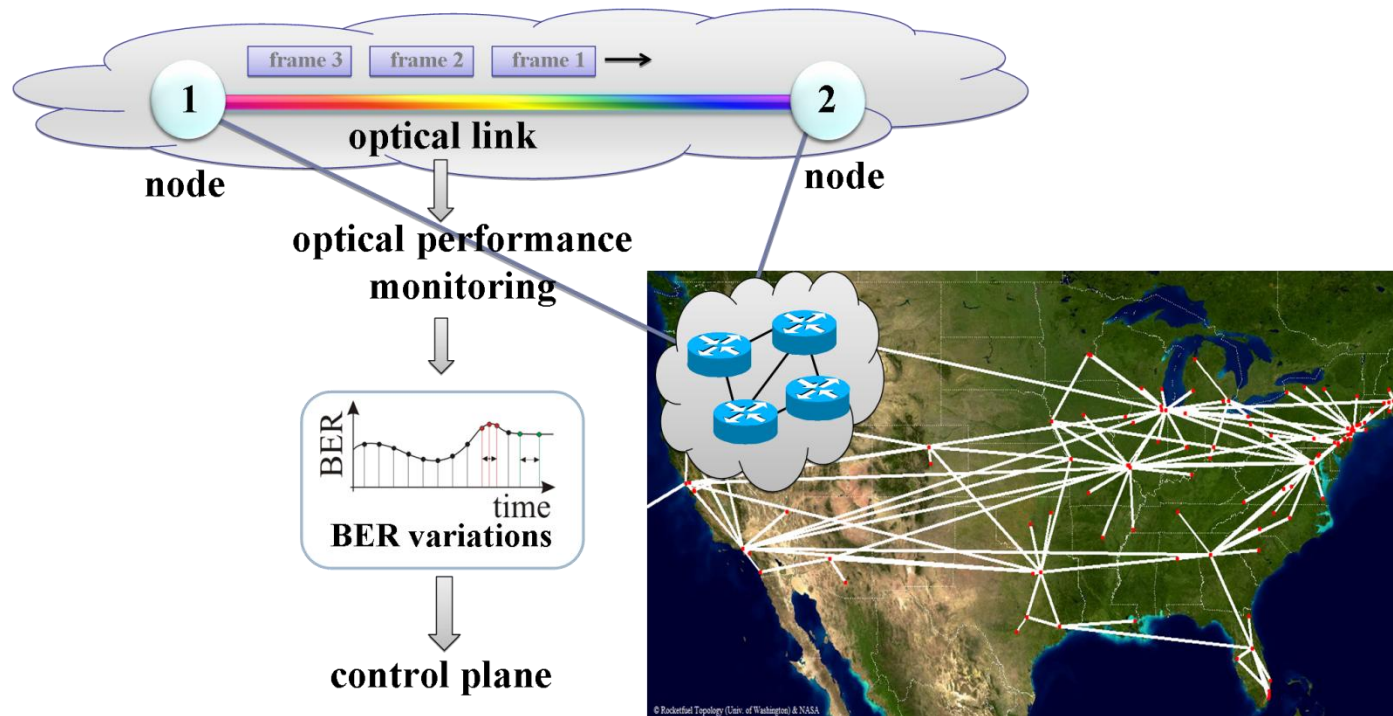 frame 3 frame 2 frame 1
1 2
optical link
node node
optical performance
monitoring
BER
time
BER variations
control plane
© Rocketfuel Topology (Univ. of Washington) & NASA